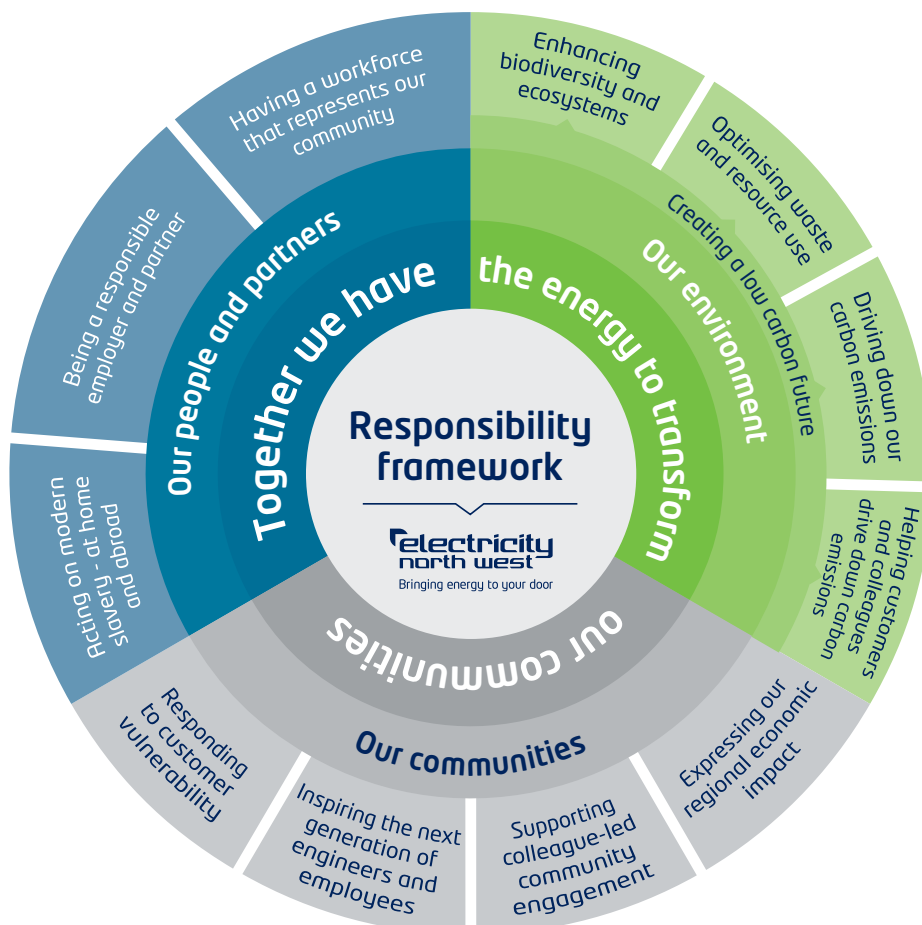 Responsibility
framework
electricity
north west
Bringing energy to your door
Together we have
the energy to transform
our communities
Our people and partners
Acting on modern
slavery - at home
and abroad
Being a responsible
employer and partner
Having a workforce
that represents our
community
Our environment
Creating a low carbon future
Enhancing
biodiversity and
ecosystems
Optimising waste
and resource use
Driving down our
carbon emissions
Helping customers
and colleagues
drive down carbon
emissions
Our communities
Expressing our
regional economic
impact
Supporting
colleague-led
community
engagement
Inspiring the next
generation of
engineers and
employees
Responding
to customer
vulnerability